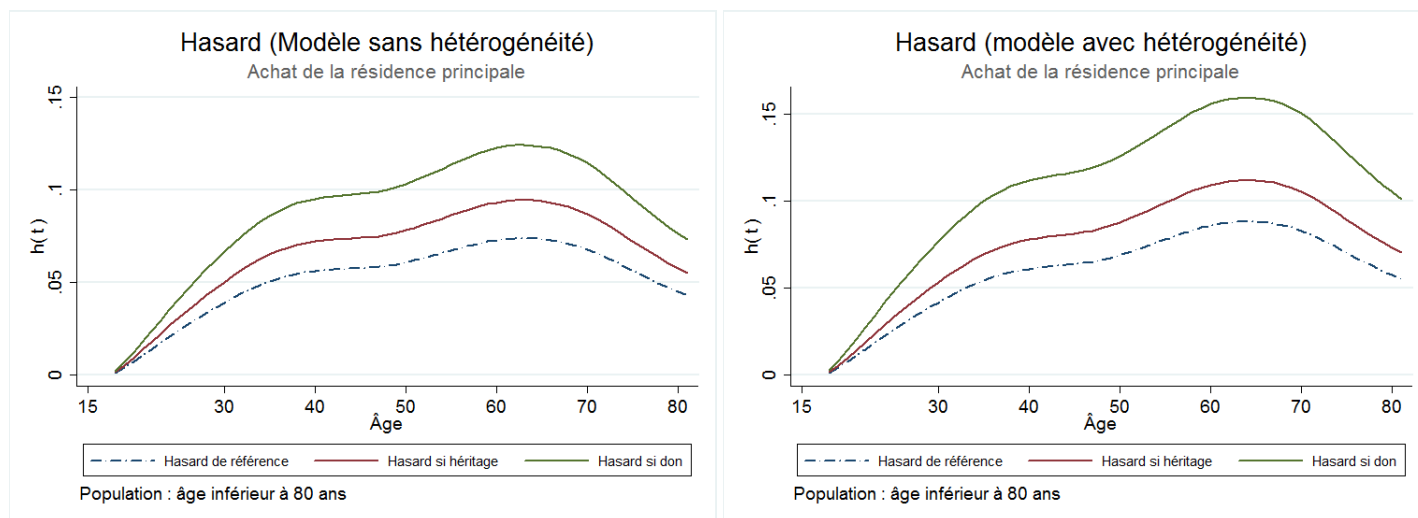 Hasard (Modèle sans hétérogénéité)
Achat de la résidence principale
.15
.1
.05
0
h( t )
15 30 40 50 60 70 80
Âge
Hasard de référence Hasard si héritage Hasard si don
Population : âge inférieur à 80 ans
Hasard (modèle avec hétérogénéité)
Achat de la résidence principale
.15
.1
.05
0
h( t )
15 30 40 50 60 70 80
Âge
Hasard de référence Hasard si héritage Hasard si don
Population : âge inférieur à 80 ans